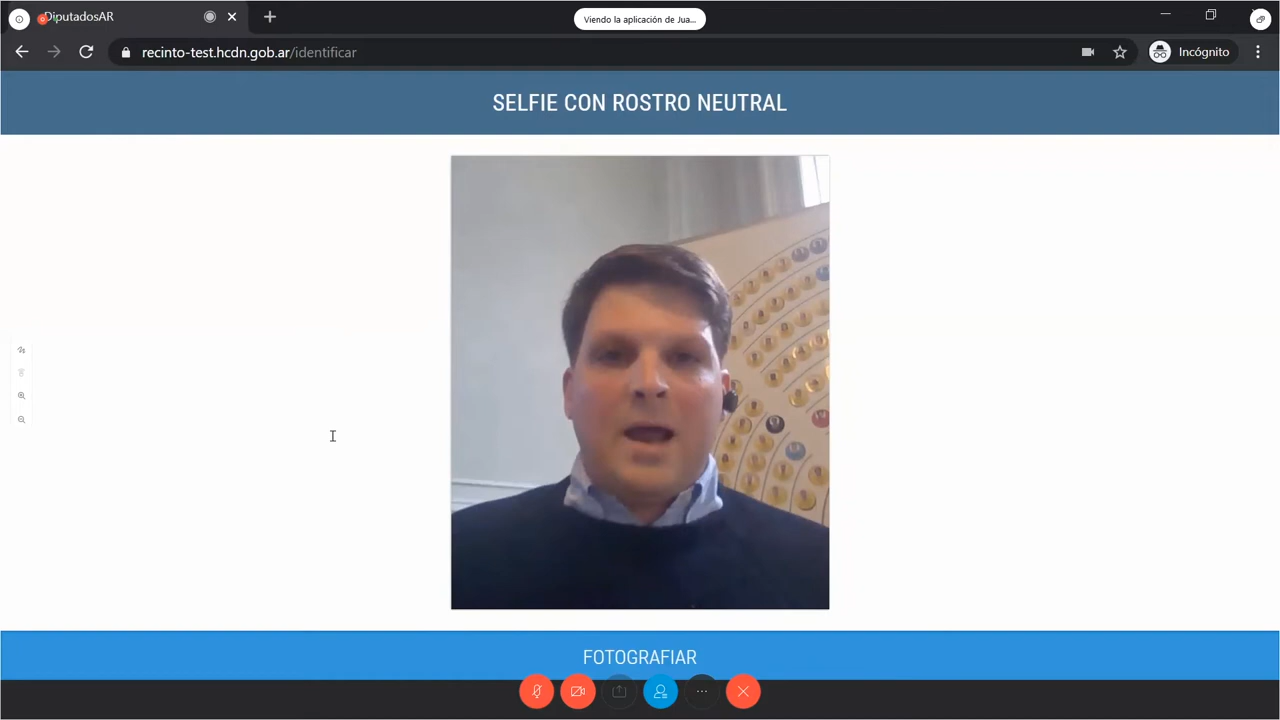 DiputadosAR
Viendo la aplicación de Jua...
recinto-test.hcdn.gob.ar/identificar
Incógnito
SELFIE CON ROSTRO NEUTRAL
FOTOGRAFIAR